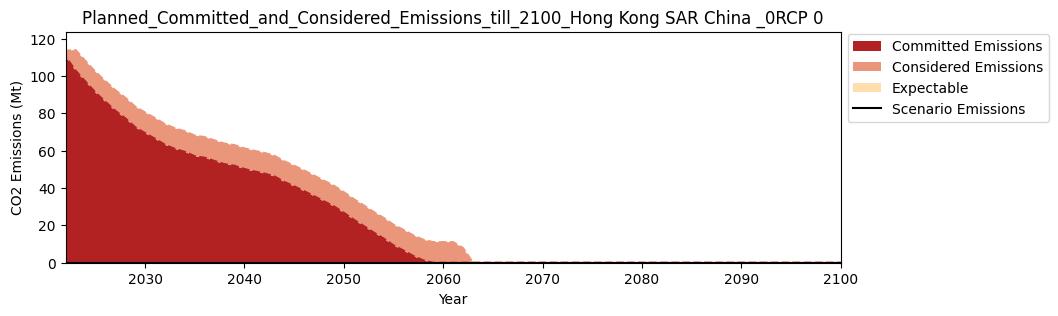 Planned_Committed_and_Considered_Emissions_till_2100_Hong Kong SAR China _0RCP 0
120
100
80
60
40
20
0
CO2 Emissions (Mt)
2030
2040
2050
2060
2070
2080
2090
2100
Year
Committed Emissions
Considered Emissions
Expectable
Scenario Emissions